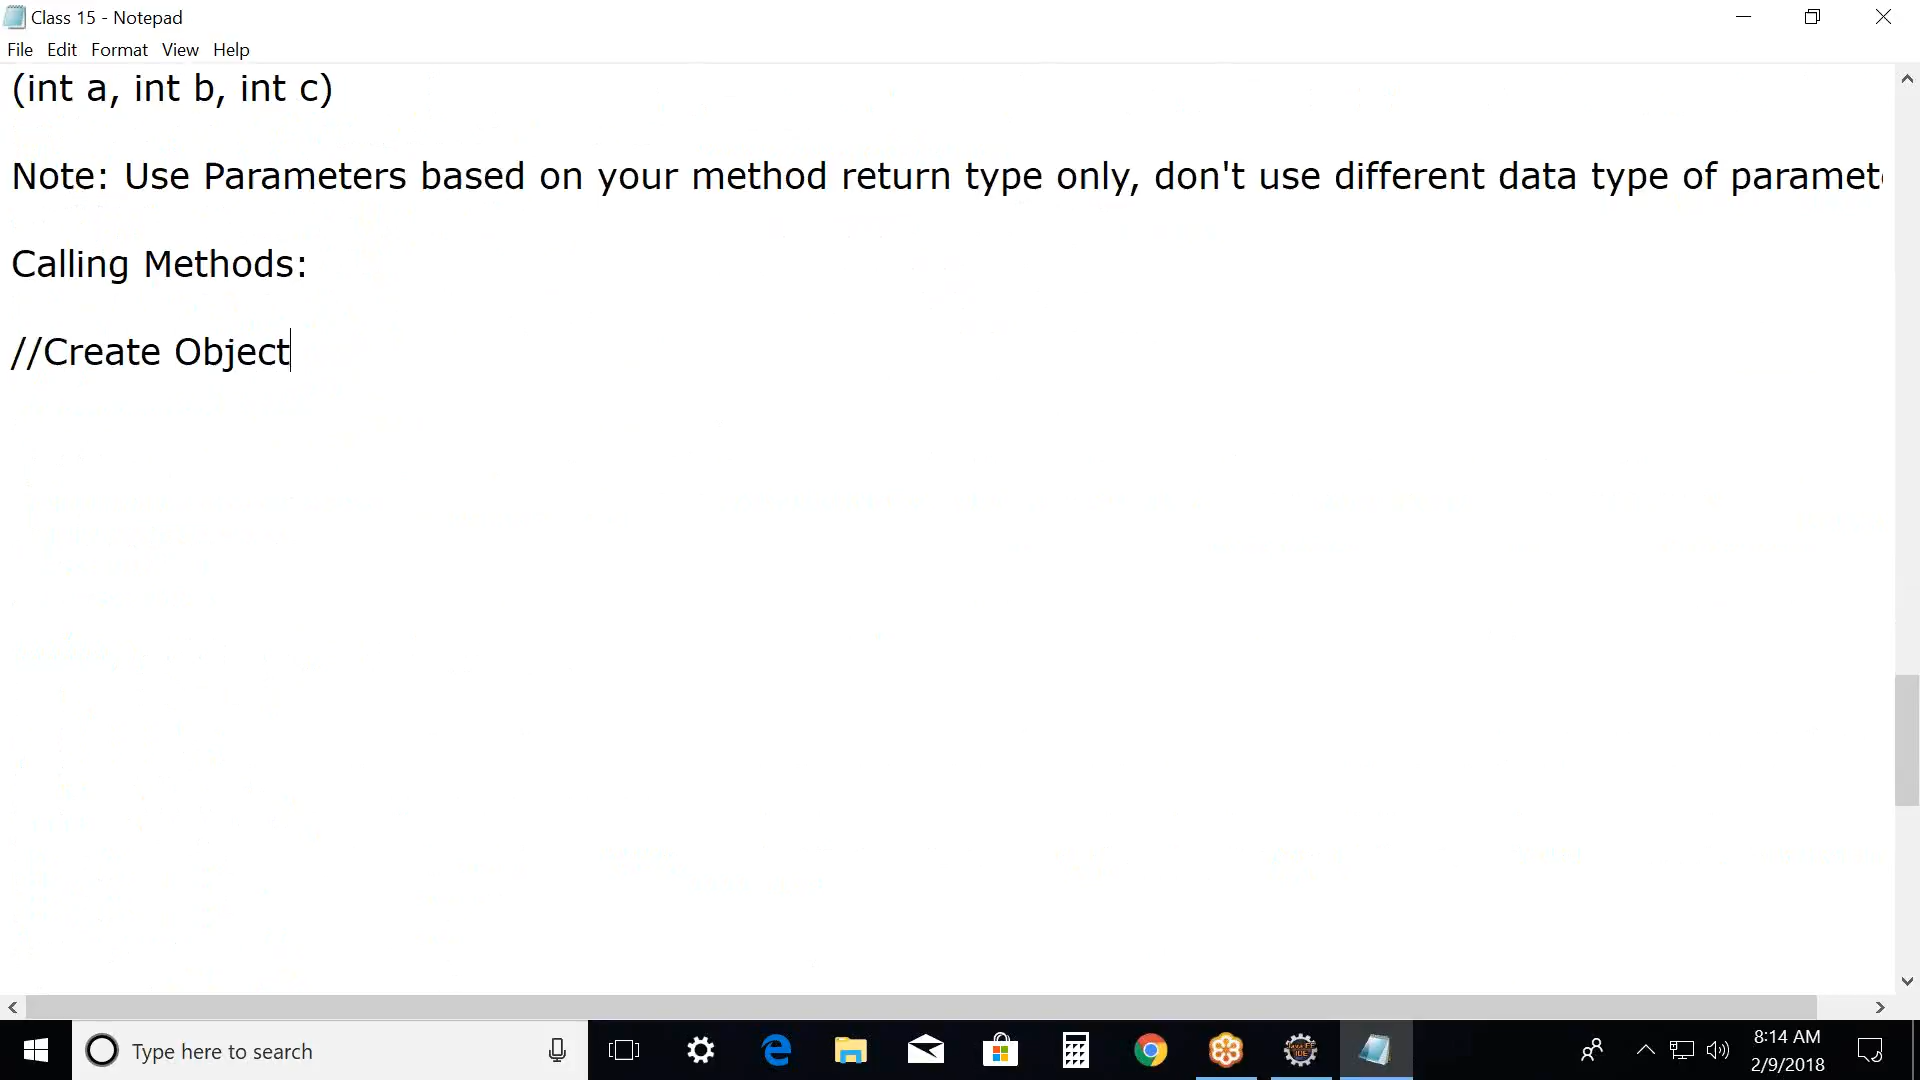 Class 15 - Notepad
File Edit Format View Help
(int a, int b, int c)
Note: Use Parameters based on your method return type only, don't use different data type of paramet
Calling Methods:
//Create Object
Type here to search
8:14 AM
2/9/2018